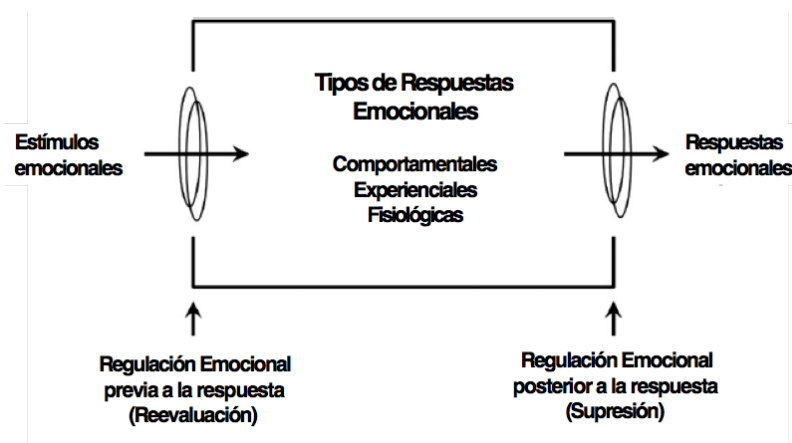 Tipos de Respuestas
Emocionales
Estímulos
emocionales
Comportamentales
Experienciales
Fisiológicas
Respuestas
emocionales
Regulación Emocional
previa a la respuesta
(Reevaluación)
Regulación Emocional
posterior a la respuesta
(Supresión)